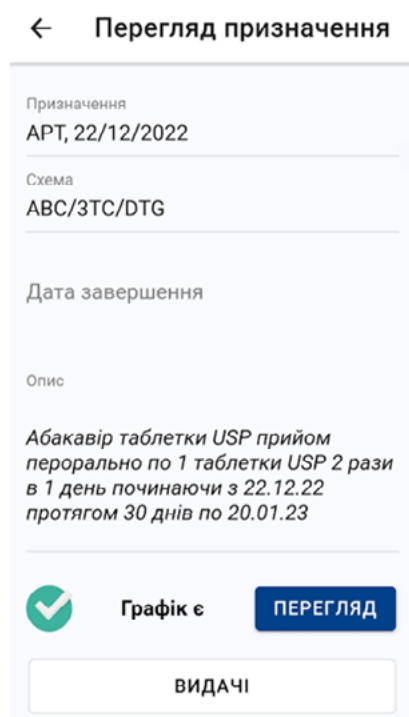 Перегляд призначення
Призначення
АРТ, 22/12/2022
Схема
ABC/3TC/DTG
Дата завершення
Опис
Абакавір таблетки USP прийом
перорально по 1 таблетки USP 2 рази
в 1 день починаючи з 22.12.22
протягом 30 днів по 20.01.23
Графік є
ПЕРЕГЛЯД
ВИДАЧІ